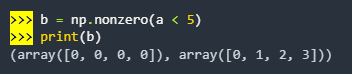 >>> b = np.nonzero(a < 5)
>>> print(b)
(array([0, 0, 0, 0]), array([0, 1, 2, 3]))